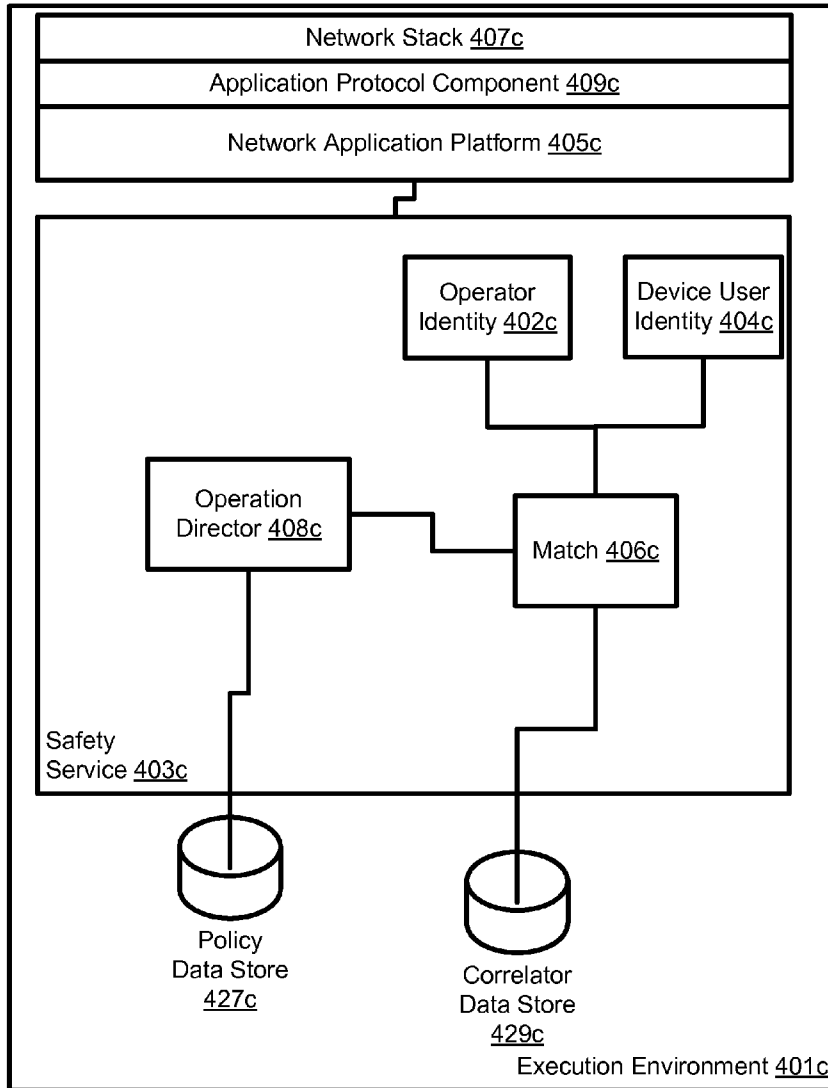 Network Stack 407c
Application Protocol Component 409c
Network Application Platform 405c
Operator
Identity 402c
Device User
Identity 404c
Operation
Director 408c
Match 406c
Safety
Service 403c
Policy
Data Store
427c
Correlator
Data Store
429c
Execution Environment 401c